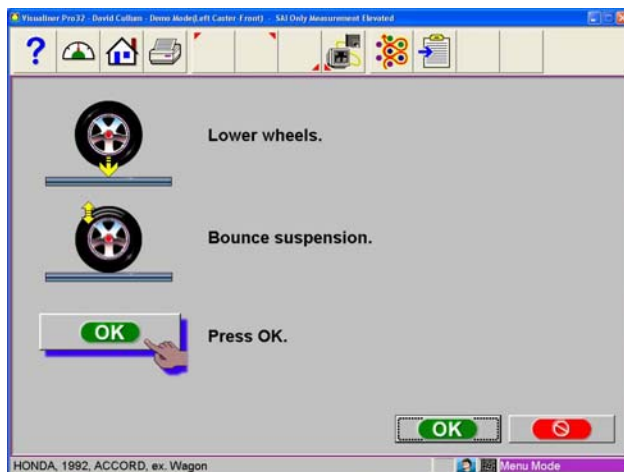 Visualiner Pro32 - David Cullum - Demo Mode(Left Caster-Front) - SAI Only Measurement Elevated
?
Lower wheels.
Bounce suspension.
OK
Press OK.
OK
HONDA, 1992, ACCORD, ex. Wagon
Menu Mode